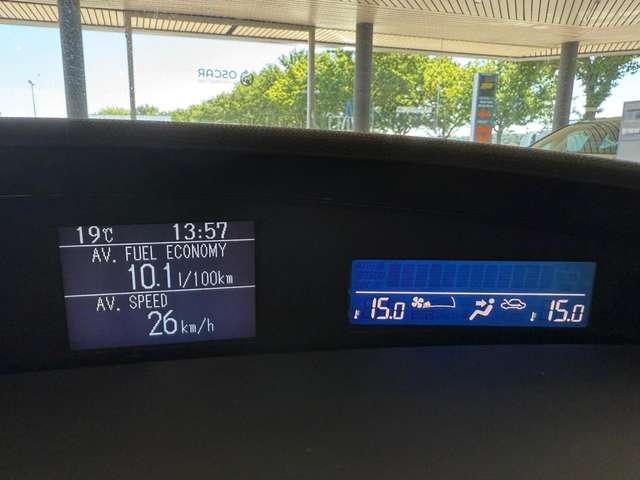 OSCAR
19℃ 13:57
AV. FUEL ECONOMY
10.1 l/100km
AV. SPEED
26 km/h
15.0 15.0